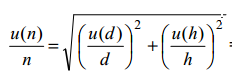 u(n)/n = √((u(d)/d)² + (u(h)/h)²) =